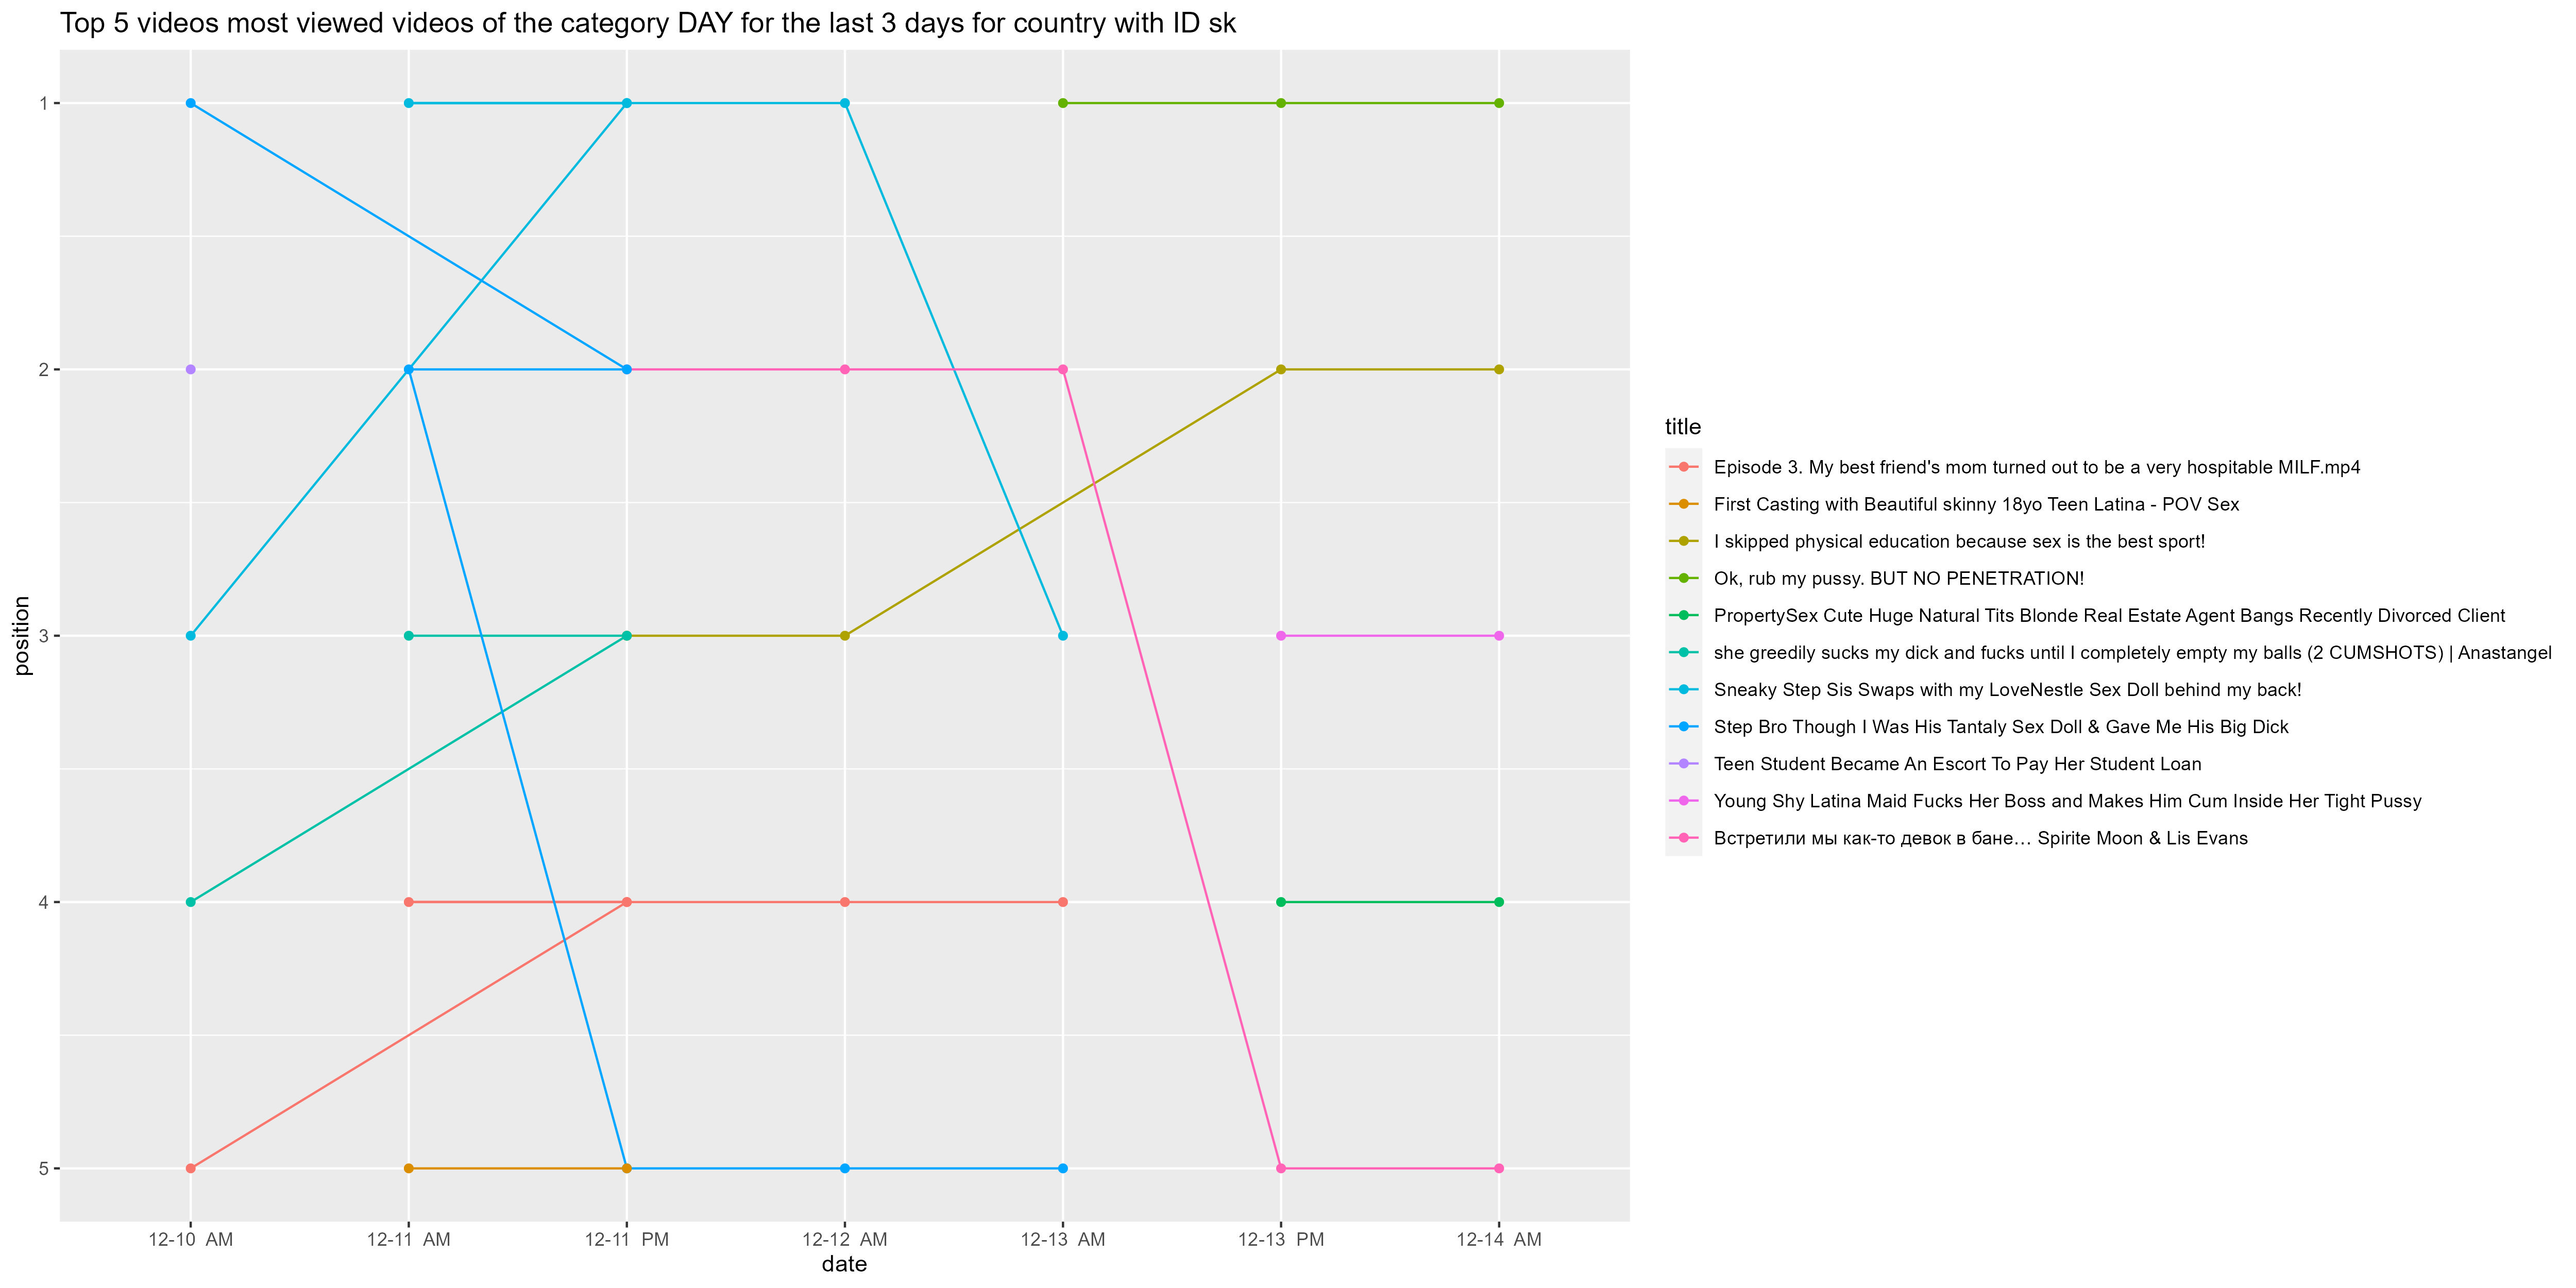 Top 5 videos most viewed videos of the category DAY for the last 3 days for country with ID sk
1
2
3
4
5
position
12-10 AM
12-11 AM
12-11 PM
12-12 AM
12-13 AM
12-13 PM
12-14 AM
date
title
Episode 3. My best friend's mom turned out to be a very hospitable MILF.mp4
First Casting with Beautiful skinny 18yo Teen Latina - POV Sex
I skipped physical education because sex is the best sport!
Ok, rub my pussy. BUT NO PENETRATION!
PropertySex Cute Huge Natural Tits Blonde Real Estate Agent Bangs Recently Divorced Client
she greedily sucks my dick and fucks until I completely empty my balls (2 CUMSHOTS) | Anastangel
Sneaky Step Sis Swaps with my LoveNestle Sex Doll behind my back!
Step Bro Though I Was His Tantaly Sex Doll & Gave Me His Big Dick
Teen Student Became An Escort To Pay Her Student Loan
Young Shy Latina Maid Fucks Her Boss and Makes Him Cum Inside Her Tight Pussy
Встретили мы как-то девок в бане… Spirite Moon & Lis Evans